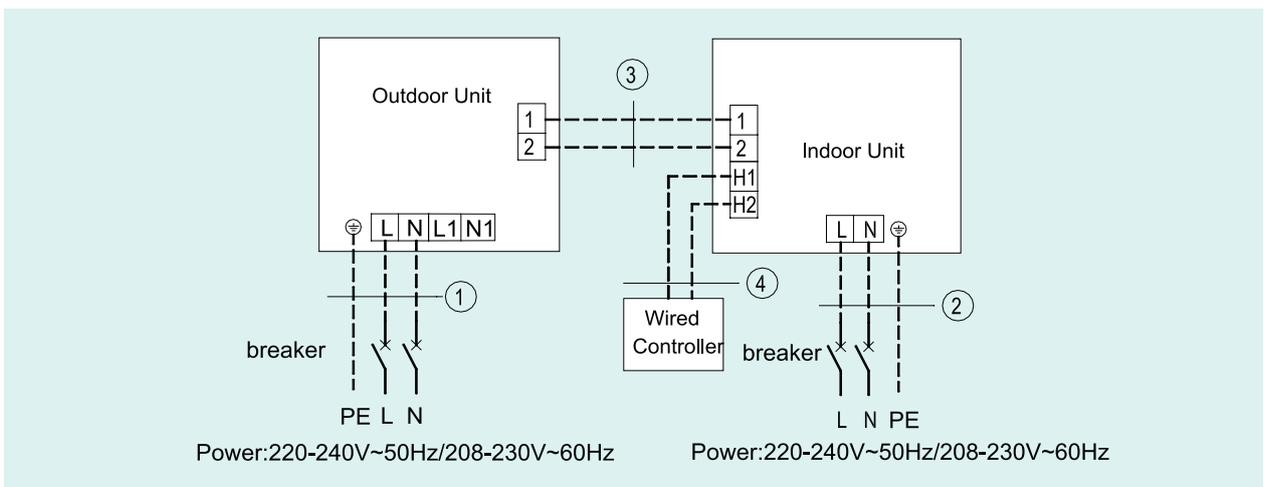 ③
Outdoor Unit
1
2
1
2
H1
H2
Indoor Unit
L N L1 N1
L N
①
④
②
Wired
Controller
breaker
breaker
PE L N
L N PE
Power:220-240V~50Hz/208-230V~60Hz
Power:220-240V~50Hz/208-230V~60Hz